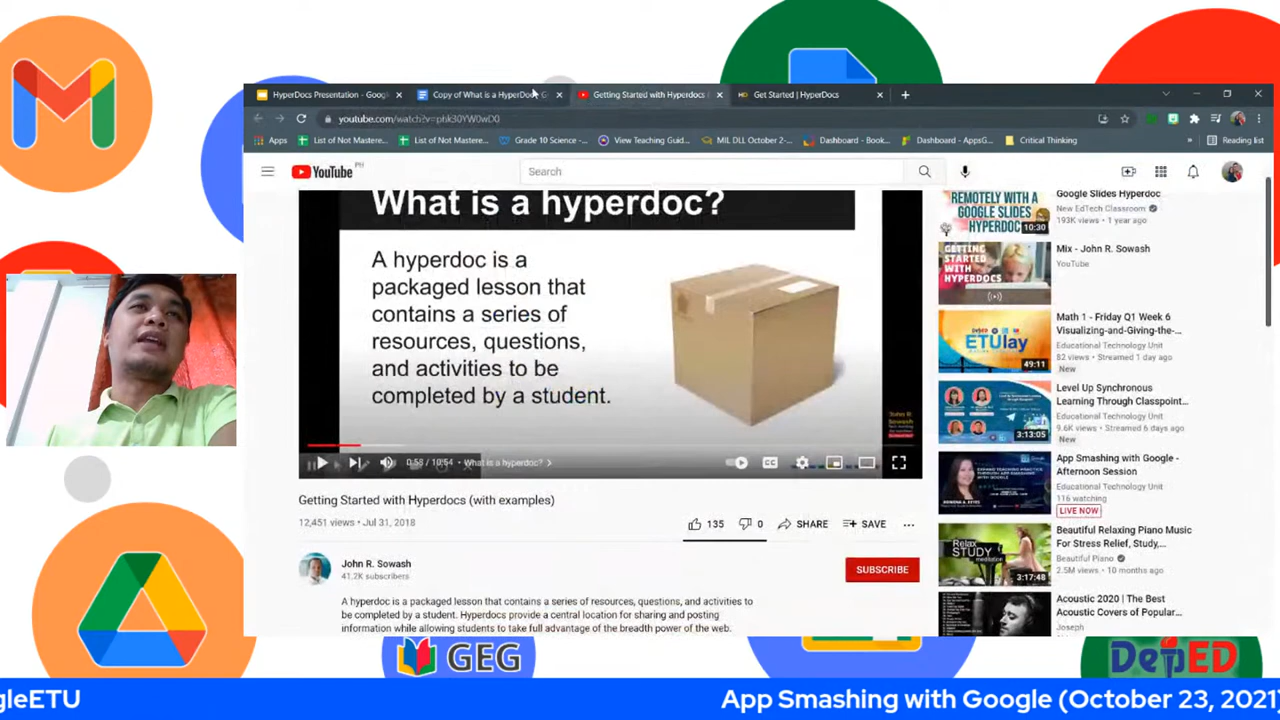 HyperDocs Presentation - Goog
Copy of What is a HyperDoc
Getting Started with Hyperdocs
Get Started | HyperDocs
youtube.com/watch?v=pbk30YW0wD0
Apps
List of Not Mastere...
List of Not Mastere...
Grade 10 Science -...
View Teaching Guid...
MIL DLL October 2-...
Dashboard - Book...
Dashboard - AppsG...
Critical Thinking
Reading list
YouTube PH
Search
What is a hyperdoc?
A hyperdoc is a
packaged lesson that
contains a series of
resources, questions,
and activities to be
completed by a student.
0:58 / 10:54 • What is a hyperdoc?
Getting Started with Hyperdocs (with examples)
12,451 views • Jul 31, 2018
135
0
SHARE
SAVE
John R. Sowash
41.2K subscribers
SUBSCRIBE
A hyperdoc is a packaged lesson that contains a series of resources, questions, and activities to
be completed by a student. Hyperdocs provide a central location for sharing and posting
information while allowing students to take full advantage of the breadth power of the web.
REMOTELY WITH A
GOOGLE SLIDES
HYPERDOC
10:30
Google Slides Hyperdoc
New EdTech Classroom
193K views • 1 year ago
GETTING
STARTED
WITH
HYPERDOCS
Mix - John R. Sowash
YouTube
ETUlay
49:11
Math 1 - Friday Q1 Week 6
Visualizing-and-Giving-the-...
Educational Technology Unit
82 views • Streamed 1 day ago
New
3:13:05
Level Up Synchronous
Learning Through Classpoint...
Educational Technology Unit
9.6K views • Streamed 6 days ago
New
App Smashing with Google -
Afternoon Session
Educational Technology Unit
116 watching
LIVE NOW
Relax
STUDY
3:17:48
Beautiful Relaxing Piano Music
For Stress Relief, Study,...
Beautiful Piano
2.5M views • 10 months ago
Acoustic 2020 | The Best
Acoustic Covers of Popular...
Joseph
GEG
DepED
gleETU
App Smashing with Google (October 23, 2021)